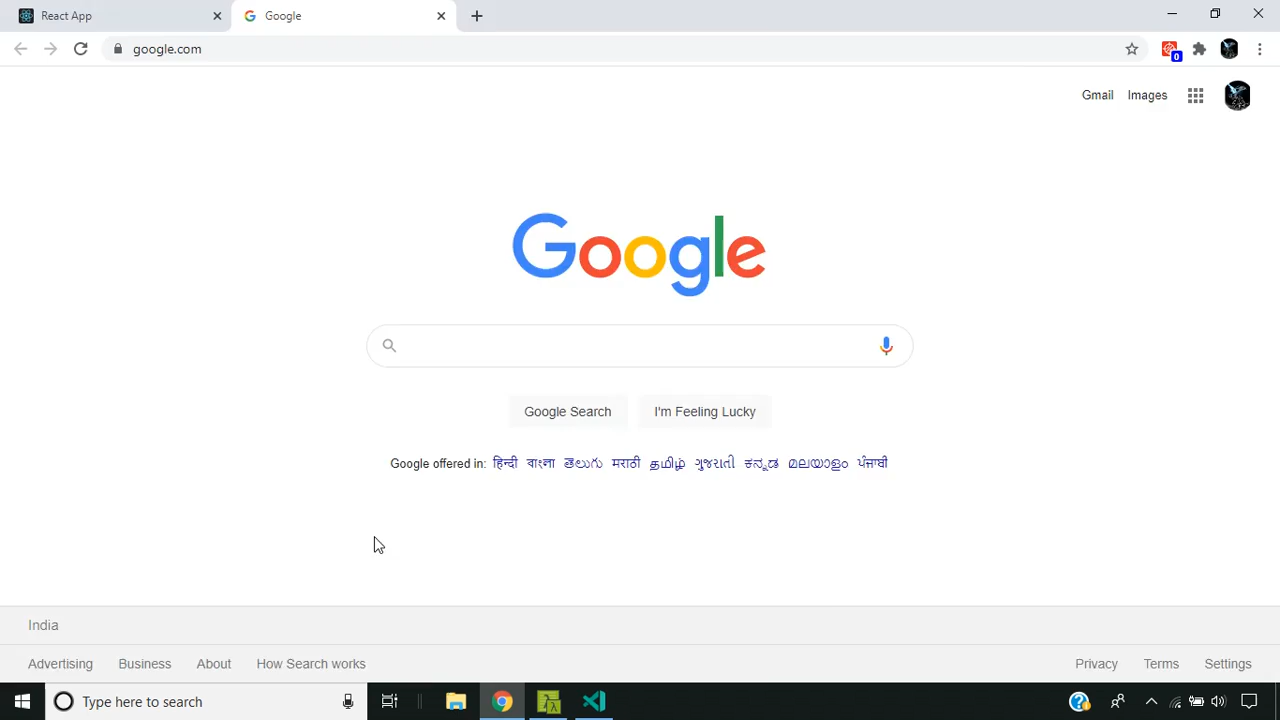 React App
Google
google.com
0
Gmail Images
Google
Google Search I'm Feeling Lucky
Google offered in: हिन्दी বাংলা తెలుగు मराठी தமிழ் ગુજરાતી ಕನ್ನಡ മലയാളം ਪੰਜਾਬੀ
India
Advertising Business About How Search works Privacy Terms Settings
Type here to search